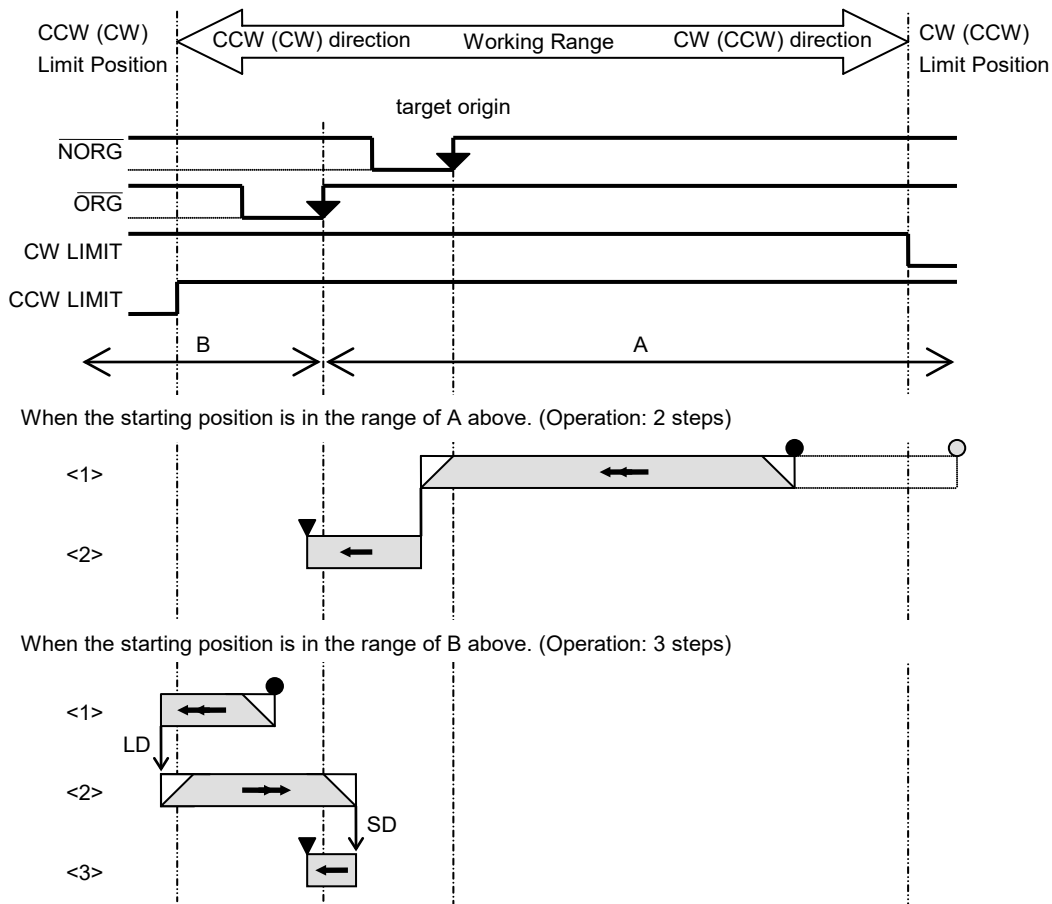 CCW (CW)
Limit Position
CCW (CW) direction
Working Range
CW (CCW) direction
CW (CCW)
Limit Position
target origin
NORG
ORG
CW LIMIT
CCW LIMIT
B
A
When the starting position is in the range of A above. (Operation: 2 steps)
<1>
<2>
When the starting position is in the range of B above. (Operation: 3 steps)
<1>
LD
<2>
SD
<3>